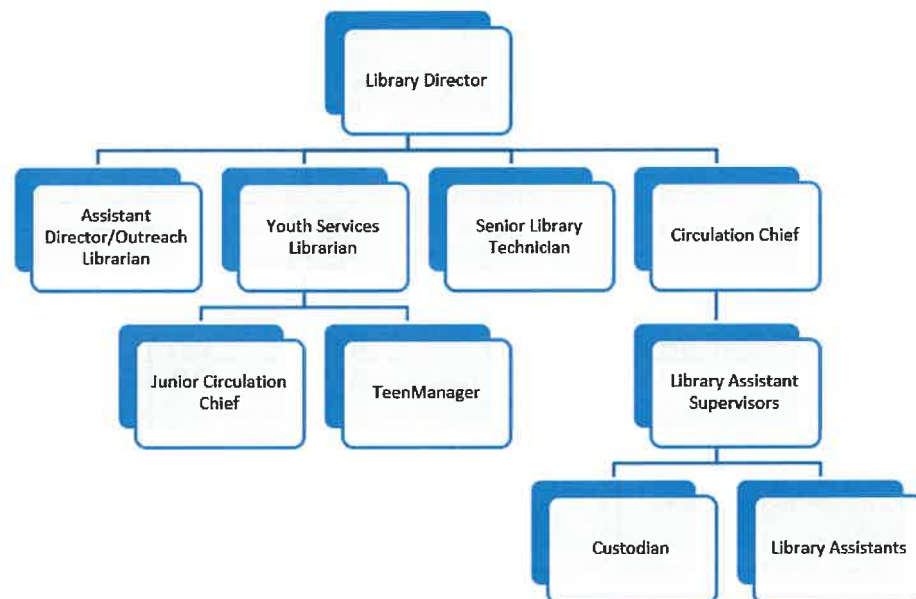 Library Director
Assistant
Director/Outreach
Librarian
Youth Services
Librarian
Senior Library
Technician
Circulation Chief
Junior Circulation
Chief
TeenManager
Library Assistant
Supervisors
Custodian
Library Assistants